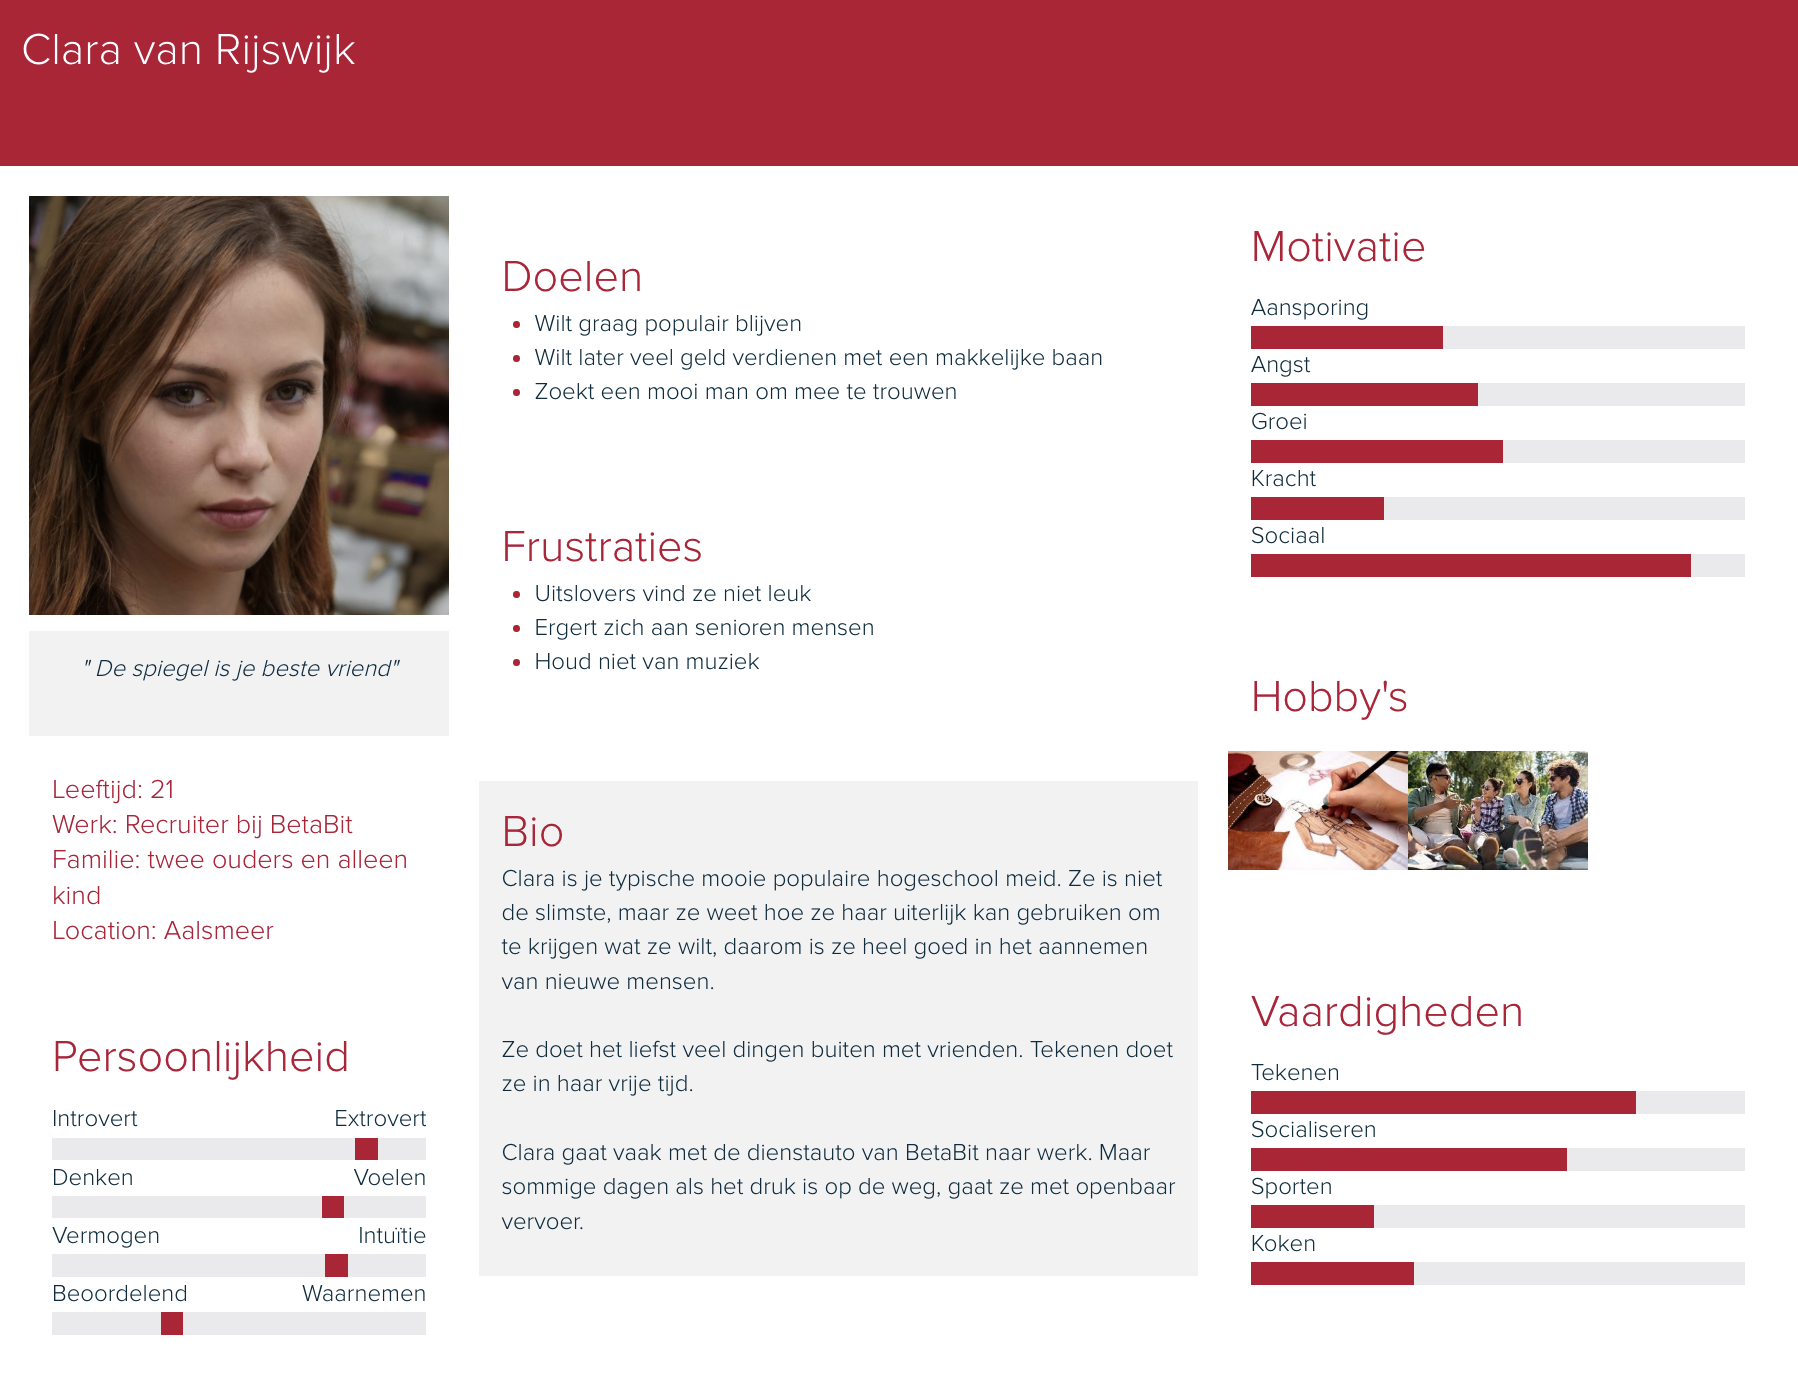 Clara van Rijswijk
" De spiegel is je beste vriend"
Leeftijd: 21
Werk: Recruiter bij BetaBit
Familie: twee ouders en alleen
kind
Location: Aalsmeer
Persoonlijkheid
Introvert Extrovert
Denken Voelen
Vermogen Intuïtie
Beoordelend Waarnemen
Doelen
Wilt graag populair blijven
Wilt later veel geld verdienen met een makkelijke baan
Zoekt een mooi man om mee te trouwen
Frustraties
Uitslovers vind ze niet leuk
Ergert zich aan senioren mensen
Houd niet van muziek
Bio
Clara is je typische mooie populaire hogeschool meid. Ze is niet
de slimste, maar ze weet hoe ze haar uiterlijk kan gebruiken om
te krijgen wat ze wilt, daarom is ze heel goed in het aannemen
van nieuwe mensen.
Ze doet het liefst veel dingen buiten met vrienden. Tekenen doet
ze in haar vrije tijd.
Clara gaat vaak met de dienstauto van BetaBit naar werk. Maar
sommige dagen als het druk is op de weg, gaat ze met openbaar
vervoer.
Motivatie
Aansporing
Angst
Groei
Kracht
Sociaal
Hobby's
Vaardigheden
Tekenen
Socialiseren
Sporten
Koken